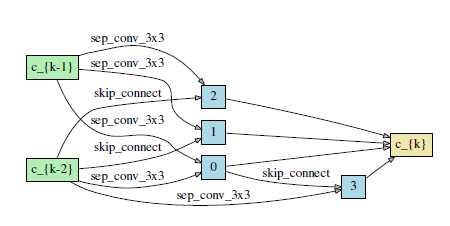 sep_conv_3x3
c_{k-1}
sep_conv_3x3
skip_connect
2
sep_conv_3x3
1
skip_connect
c_{k}
c_{k-2}
0
sep_conv_3x3
skip_connect
3
sep_conv_3x3